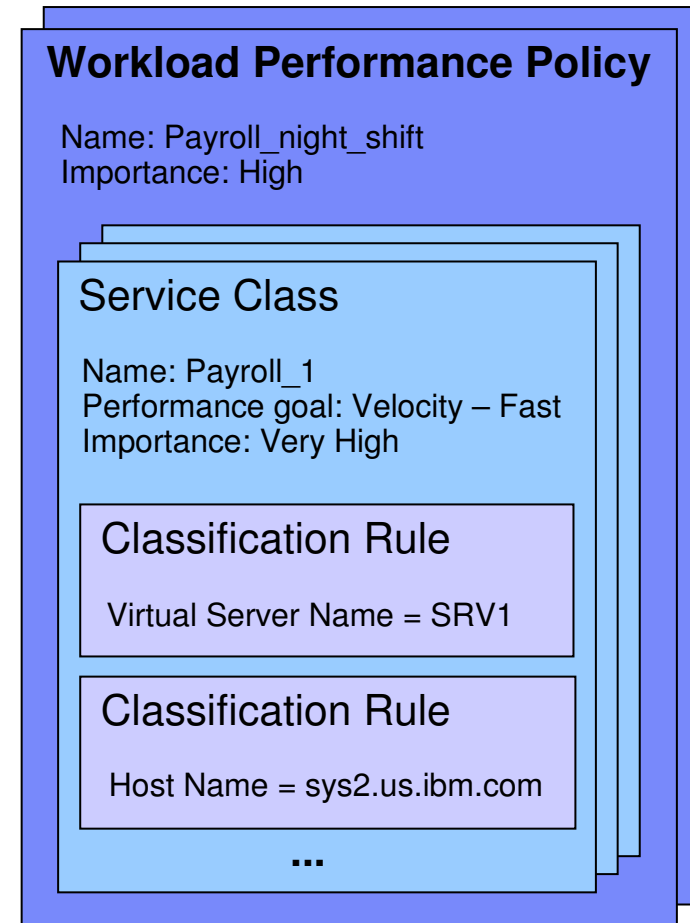 Workload Performance Policy
Name: Payroll_night_shift
Importance: High
Service Class
Name: Payroll_1
Performance goal: Velocity – Fast
Importance: Very High
Classification Rule
Virtual Server Name = SRV1
Classification Rule
Host Name = sys2.us.ibm.com
...